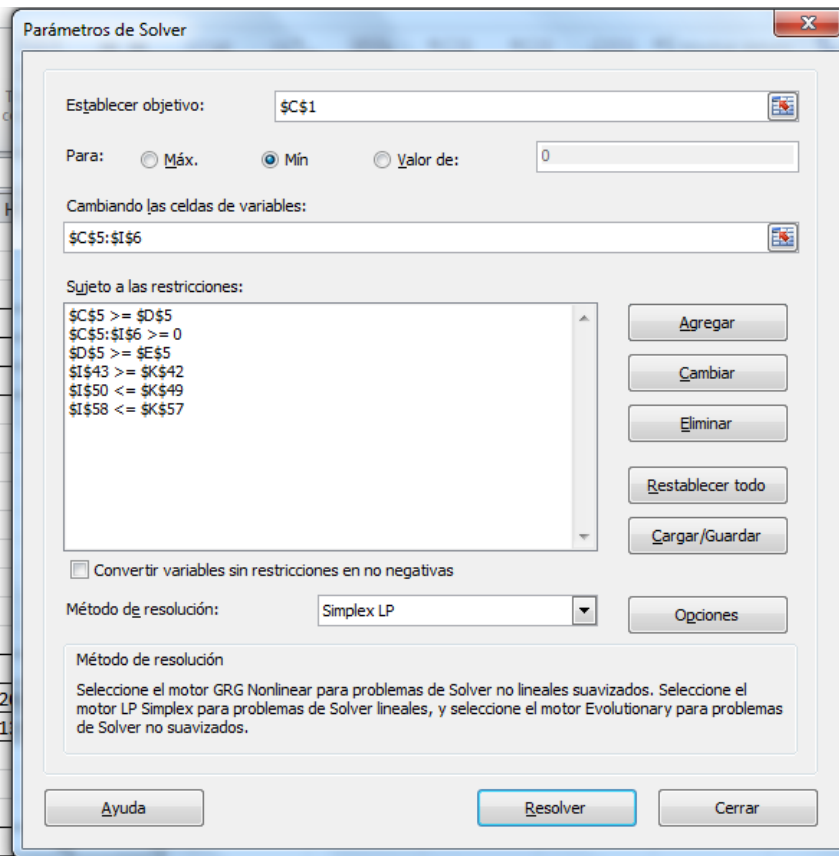 Parámetros de Solver
Establecer objetivo:
$C$1
Para:
Máx.
Mín
Valor de:
0
Cambiando las celdas de variables:
$C$5:$I$6
Sujeto a las restricciones:
$C$5 >= $D$5
$C$5:$I$6 >= 0
$D$5 >= $E$5
$I$43 >= $K$42
$I$50 <= $K$49
$I$58 <= $K$57
Agregar
Cambiar
Eliminar
Restablecer todo
Cargar/Guardar
Convertir variables sin restricciones en no negativas
Método de resolución:
Simplex LP
Opciones
Método de resolución
Seleccione el motor GRG Nonlinear para problemas de Solver no lineales suavizados. Seleccione el
motor LP Simplex para problemas de Solver lineales, y seleccione el motor Evolutionary para problemas
de Solver no suavizados.
Ayuda
Resolver
Cerrar